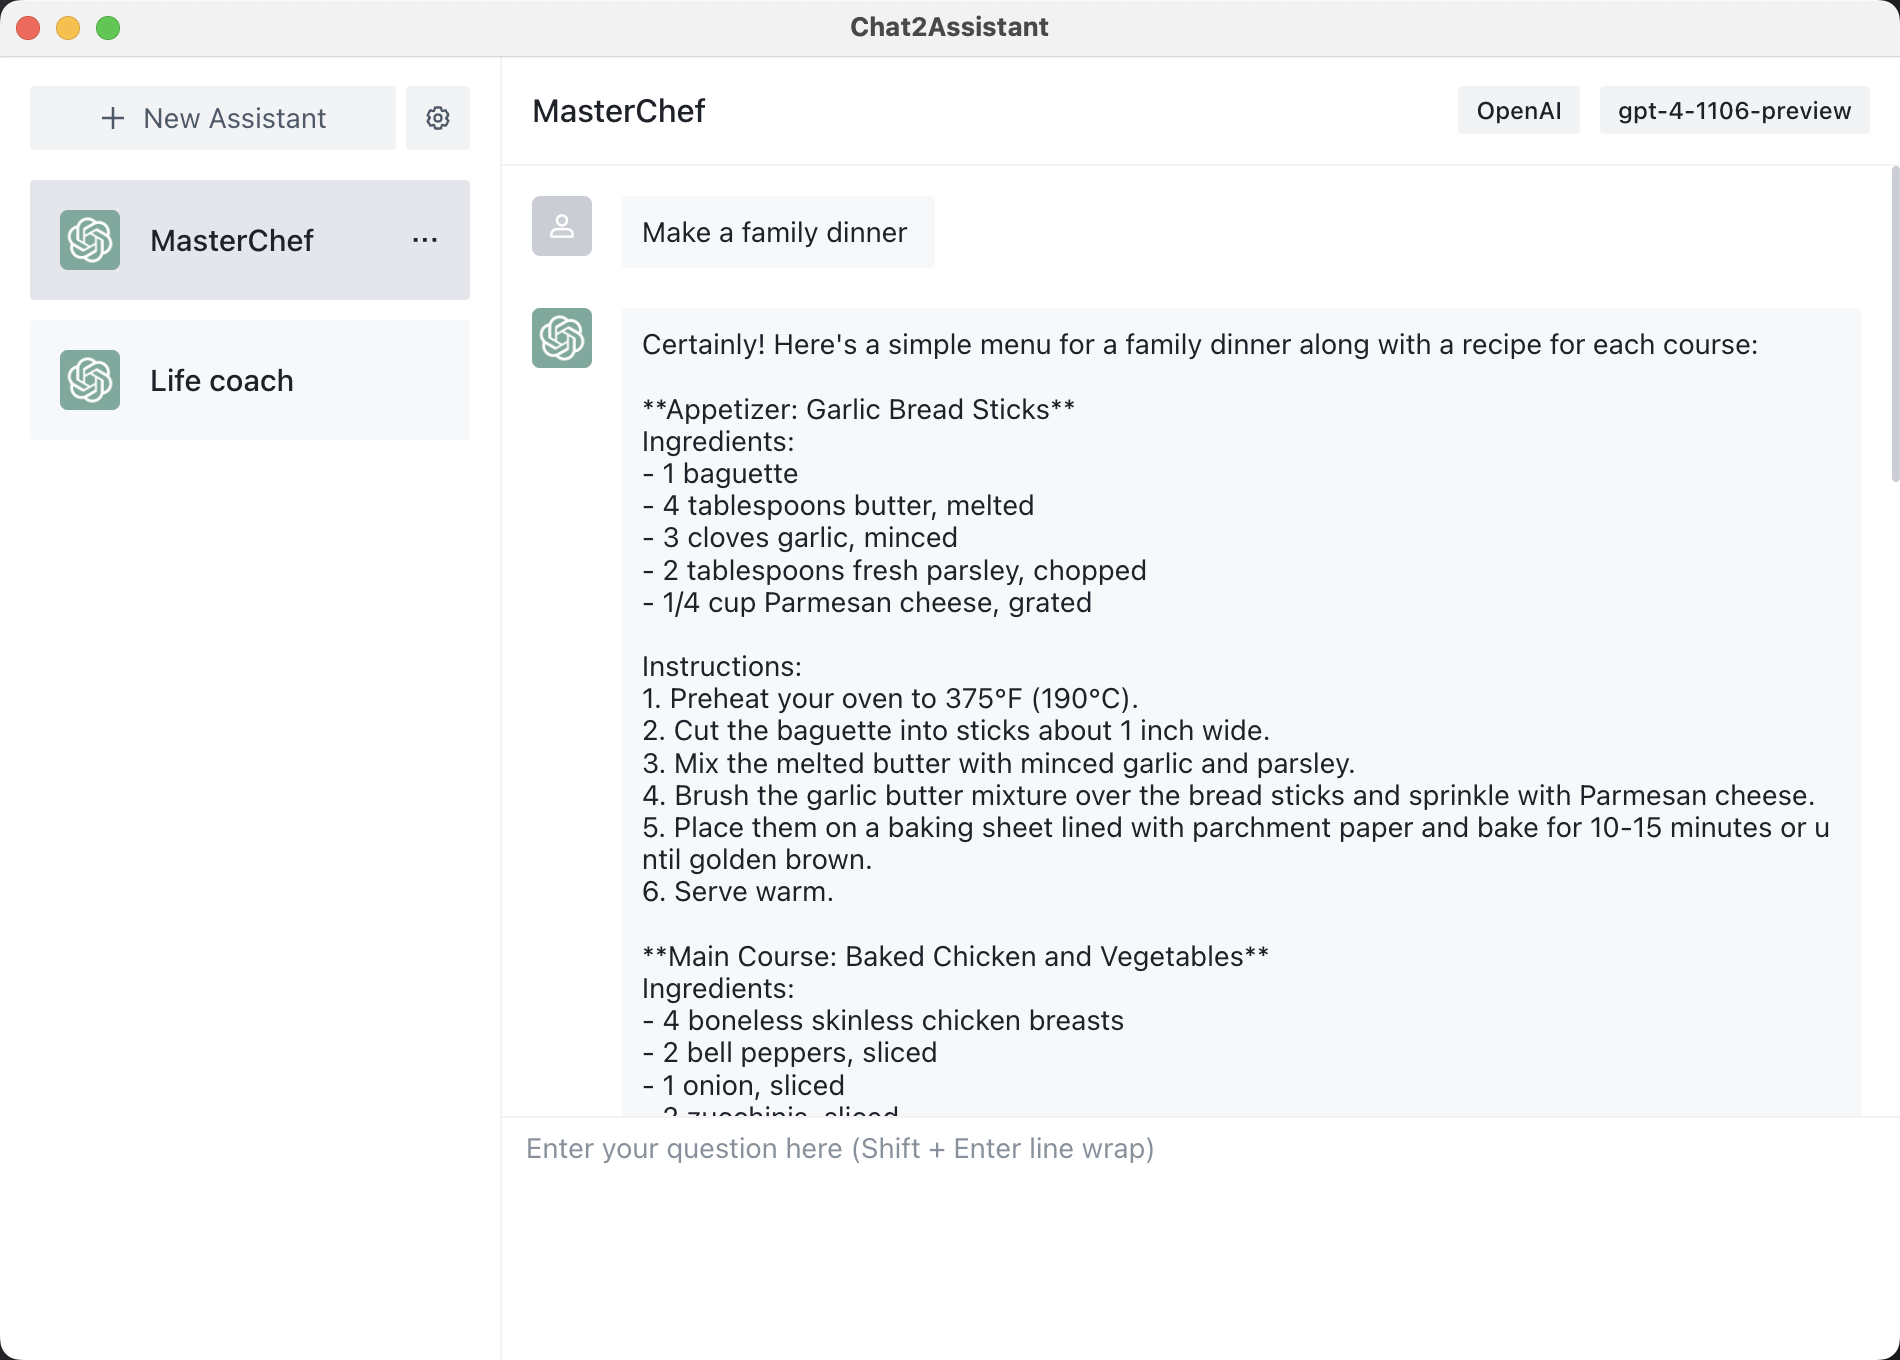 Chat2Assistant
New Assistant
MasterChef
Life coach
MasterChef
OpenAI
gpt-4-1106-preview
Make a family dinner
Certainly! Here's a simple menu for a family dinner along with a recipe for each course:
**Appetizer: Garlic Bread Sticks**
Ingredients:
- 1 baguette
- 4 tablespoons butter, melted
- 3 cloves garlic, minced
- 2 tablespoons fresh parsley, chopped
- 1/4 cup Parmesan cheese, grated
Instructions:
1. Preheat your oven to 375°F (190°C).
2. Cut the baguette into sticks about 1 inch wide.
3. Mix the melted butter with minced garlic and parsley.
4. Brush the garlic butter mixture over the bread sticks and sprinkle with Parmesan cheese.
5. Place them on a baking sheet lined with parchment paper and bake for 10-15 minutes or u
ntil golden brown.
6. Serve warm.
**Main Course: Baked Chicken and Vegetables**
Ingredients:
- 4 boneless skinless chicken breasts
- 2 bell peppers, sliced
- 1 onion, sliced
- 2 zucchinis, sliced
Enter your question here (Shift + Enter line wrap)